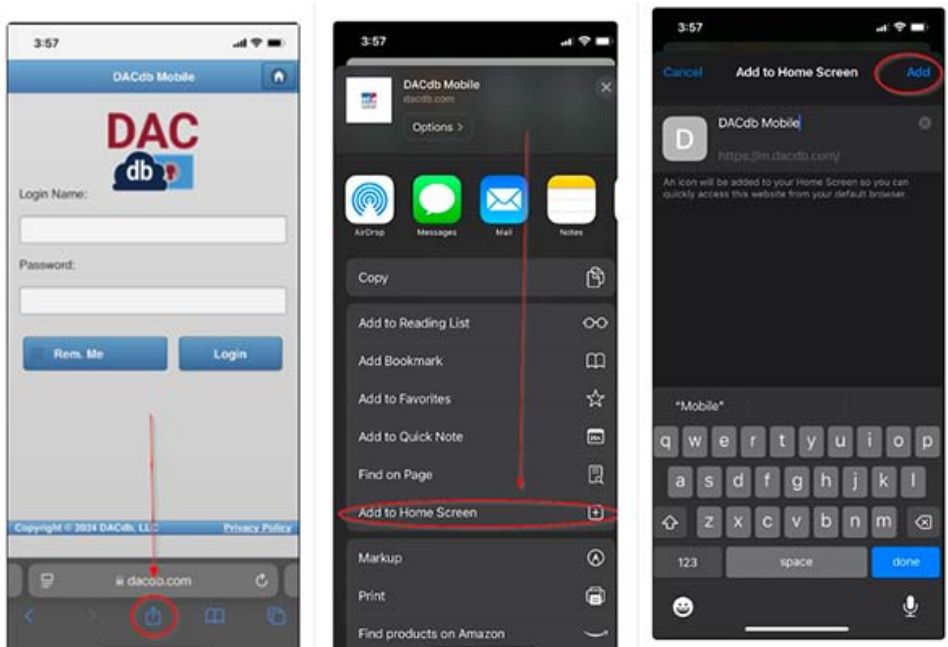 3:57
DACdb Mobile
DAC
db
Login Name:
Password:
Rem. Me
Login
Copyright © 2024 DACdb, LLC
Privacy Policy
dacdb.com
3:57
DACdb Mobile
dacdb.com
Options >
AirDrop
Messages
Mail
Notes
Copy
Add to Reading List
Add Bookmark
Add to Favorites
Add to Quick Note
Find on Page
Add to Home Screen
Markup
Print
Find products on Amazon
3:57
Cancel
Add to Home Screen
Add
D
DACdb Mobile
https://m.dacdb.com/
An icon will be added to your Home Screen so you can
quickly access this website from your default browser.
"Mobile"
q w e r t y u i o p
a s d f g h j k l
z x c v b n m
123
space
done